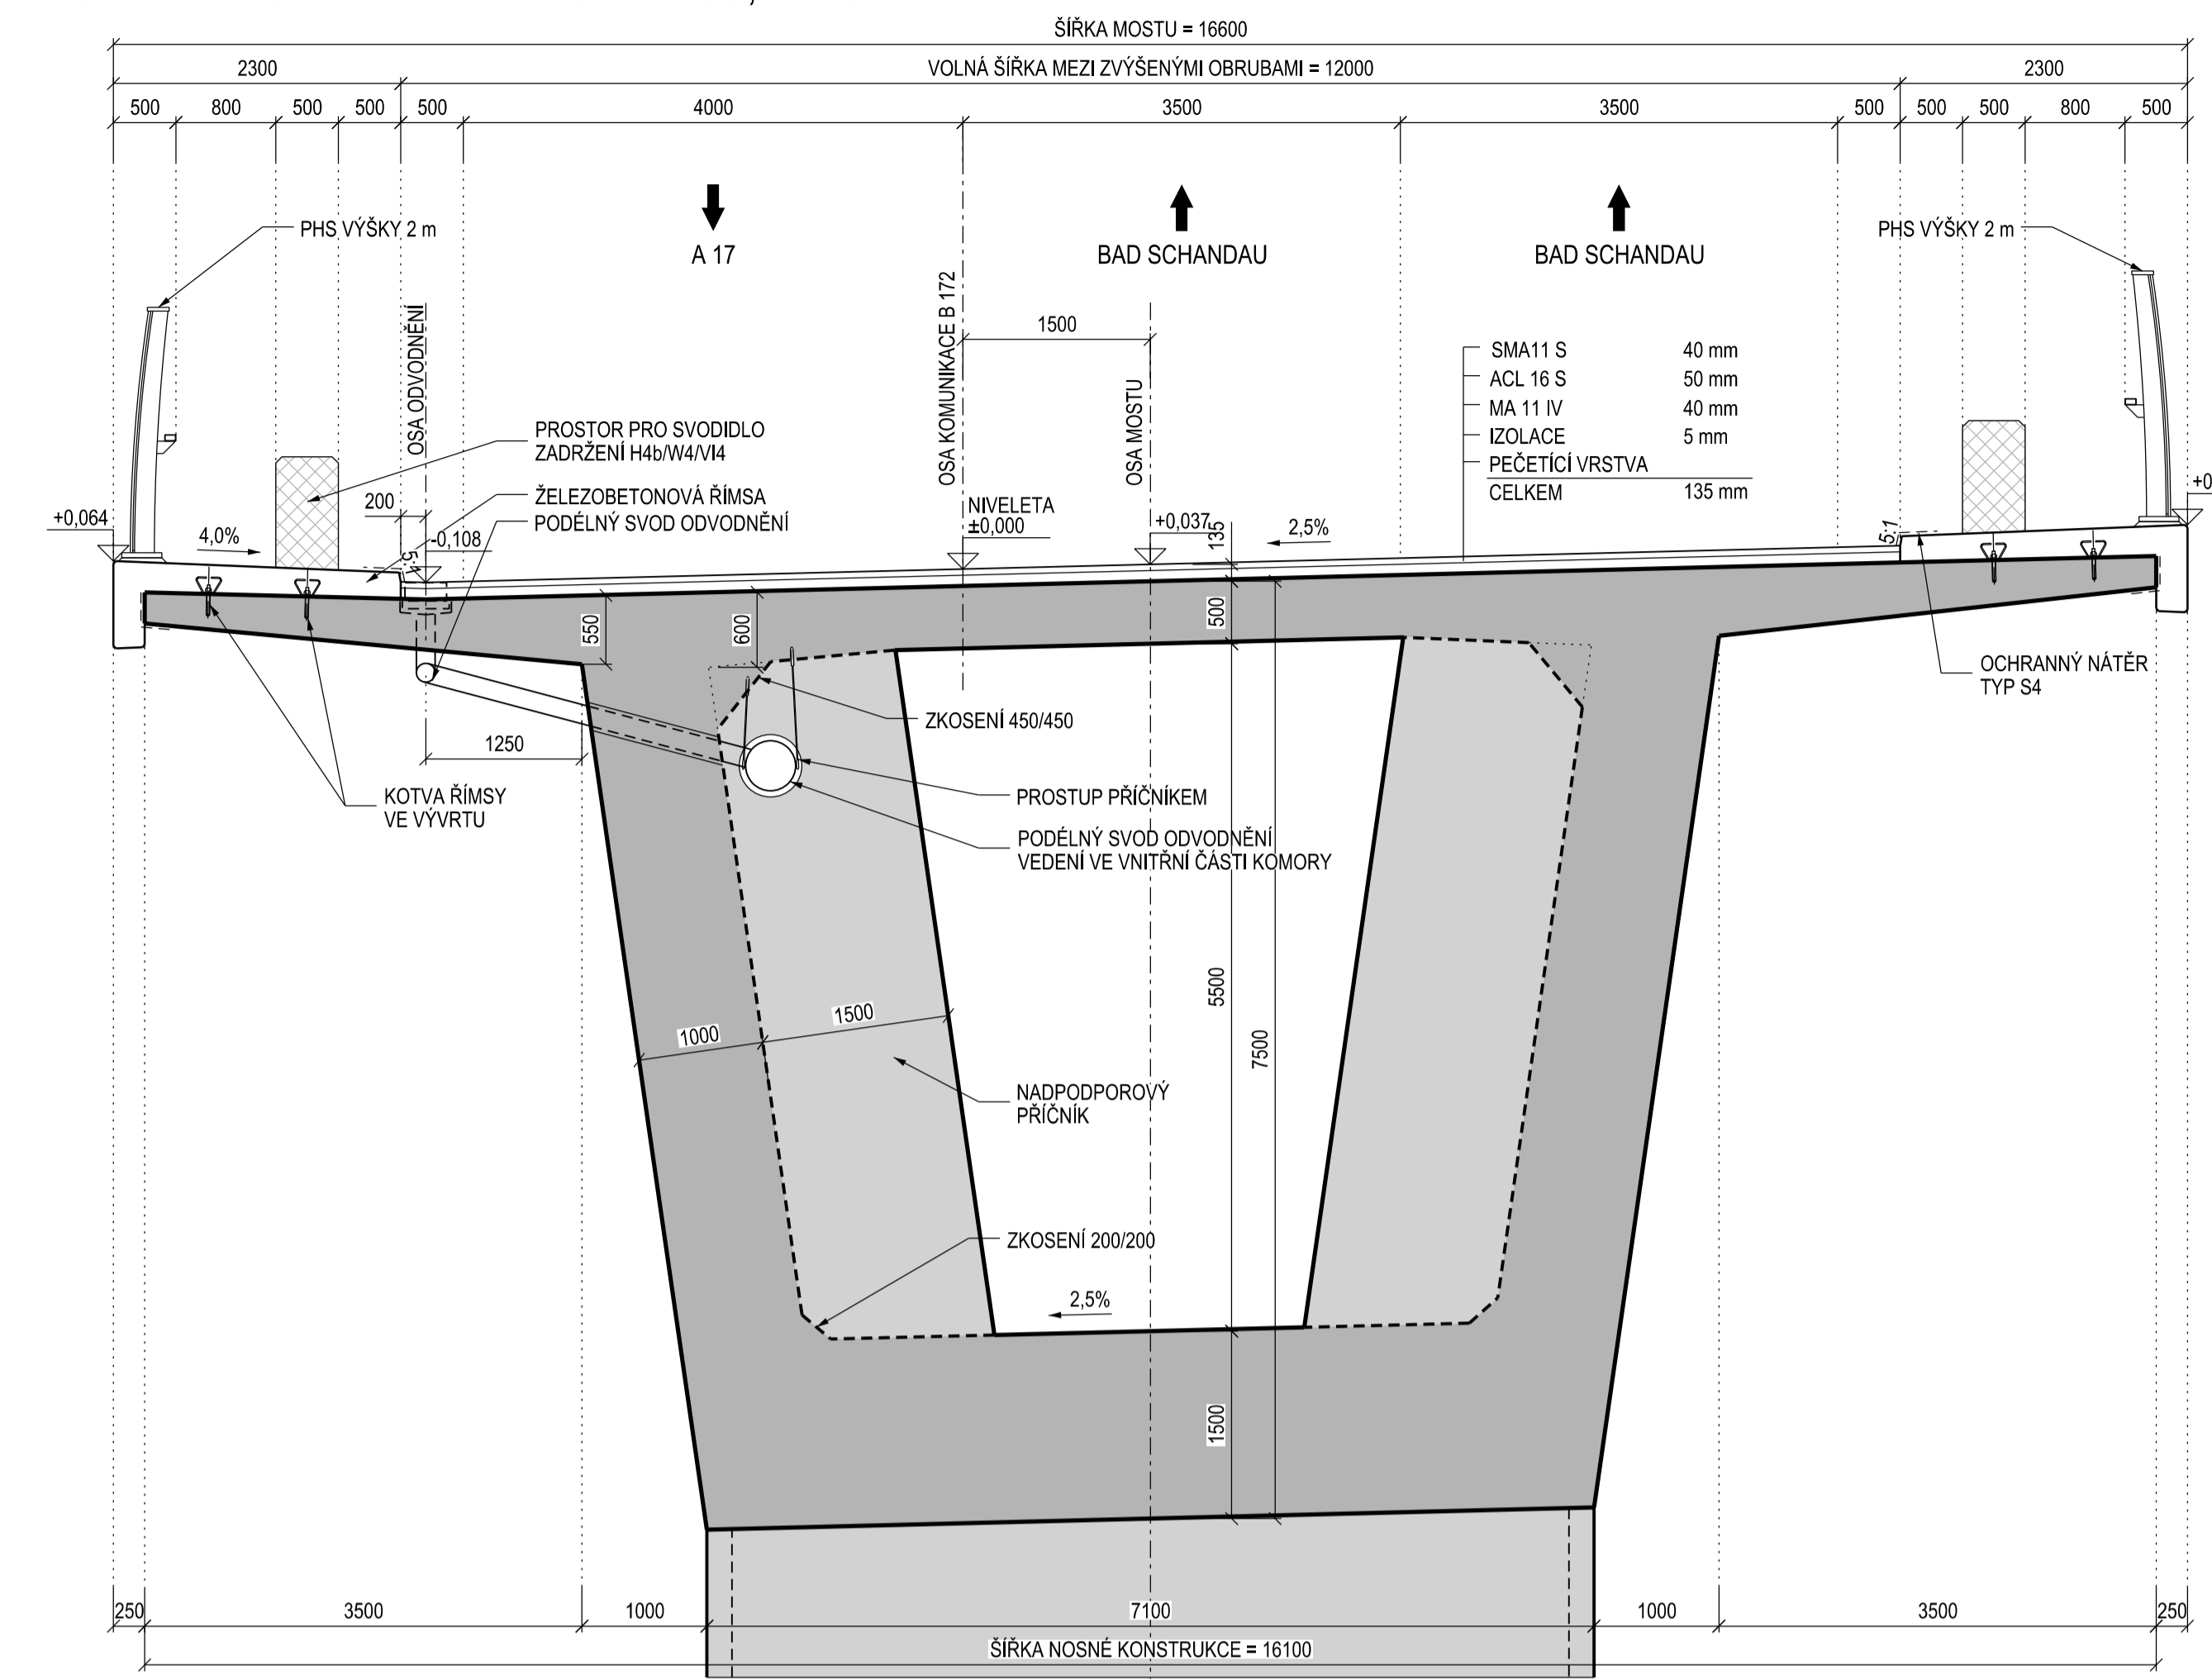 ŠÍŘKA MOSTU = 16600
2300
VOLNÁ ŠÍŘKA MEZI ZVÝŠENÝMI OBRUBAMI = 12000
2300
500 800 500 500 500 4000 3500 3500 500 500 500 800 500
PHS VÝŠKY 2 m
A 17
BAD SCHANDAU
BAD SCHANDAU
PHS VÝŠKY 2 m
OSA ODVODNĚNÍ
OSA KOMUNIKACE B 172
1500
OSA MOSTU
SMA11 S 40 mm
ACL 16 S 50 mm
MA 11 IV 40 mm
IZOLACE 5 mm
PEČETÍCÍ VRSTVA
CELKEM 135 mm
PROSTOR PRO SVODIDLO
ZADRŽENÍ H4b/W4/VI4
ŽELEZOBETONOVÁ ŘÍMSA
PODÉLNÝ SVOD ODVODNĚNÍ
200
+0,064
4,0%
5:1
-0,108
NIVELETA
±0,000
+0,037
135
2,5%
5:1
+0
550
600
500
OCHRANNÝ NÁTĚR
TYP S4
ZKOSENÍ 450/450
1250
KOTVA ŘÍMSY
VE VÝVRTU
PROSTUP PŘÍČNÍKEM
PODÉLNÝ SVOD ODVODNĚNÍ
VEDENÍ VE VNITŘNÍ ČÁSTI KOMORY
1000
1500
5500
7500
NADPODPOROVÝ
PŘÍČNÍK
ZKOSENÍ 200/200
2,5%
1500
250 3500 1000 7100 1000 3500 250
ŠÍŘKA NOSNÉ KONSTRUKCE = 16100